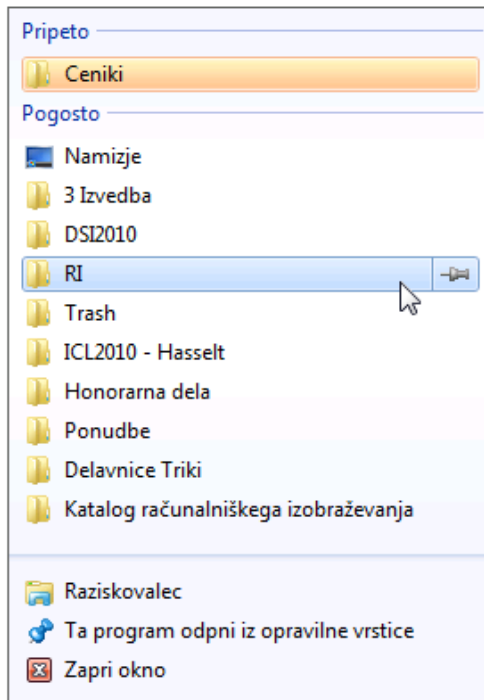 Pripeto
Ceniki
Pogosto
Namizje
3 Izvedba
DSI2010
RI
Trash
ICL2010 - Hasselt
Honorarna dela
Ponudbe
Delavnice Triki
Katalog računalniškega izobraževanja
Raziskovalec
Ta program odpni iz opravilne vrstice
Zapri okno